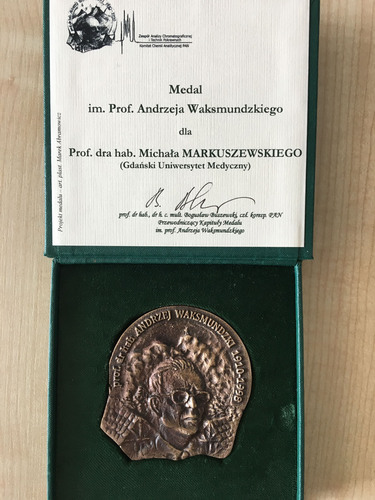 Zespół Analizy Chromatograficznej
i Technik Pokrewnych
Komitet Chemii Analitycznej PAN
Medal
im. Prof. Andrzeja Waksmundzkiego
dla
Prof. dra hab. Michała MARKUSZEWSKIEGO
(Gdański Uniwersytet Medyczny)
prof. dr hab., dr h. c. mult. Bogusław Buszewski, czł. koresp. PAN
Przewodniczący Kapituły Medalu
im. prof. Andrzeja Waksmundzkiego
Projekt medalu - art. plast. Marek Abramowicz
prof. dr hab. ANDRZEJ WAKSMUNDZKI 1910-1998